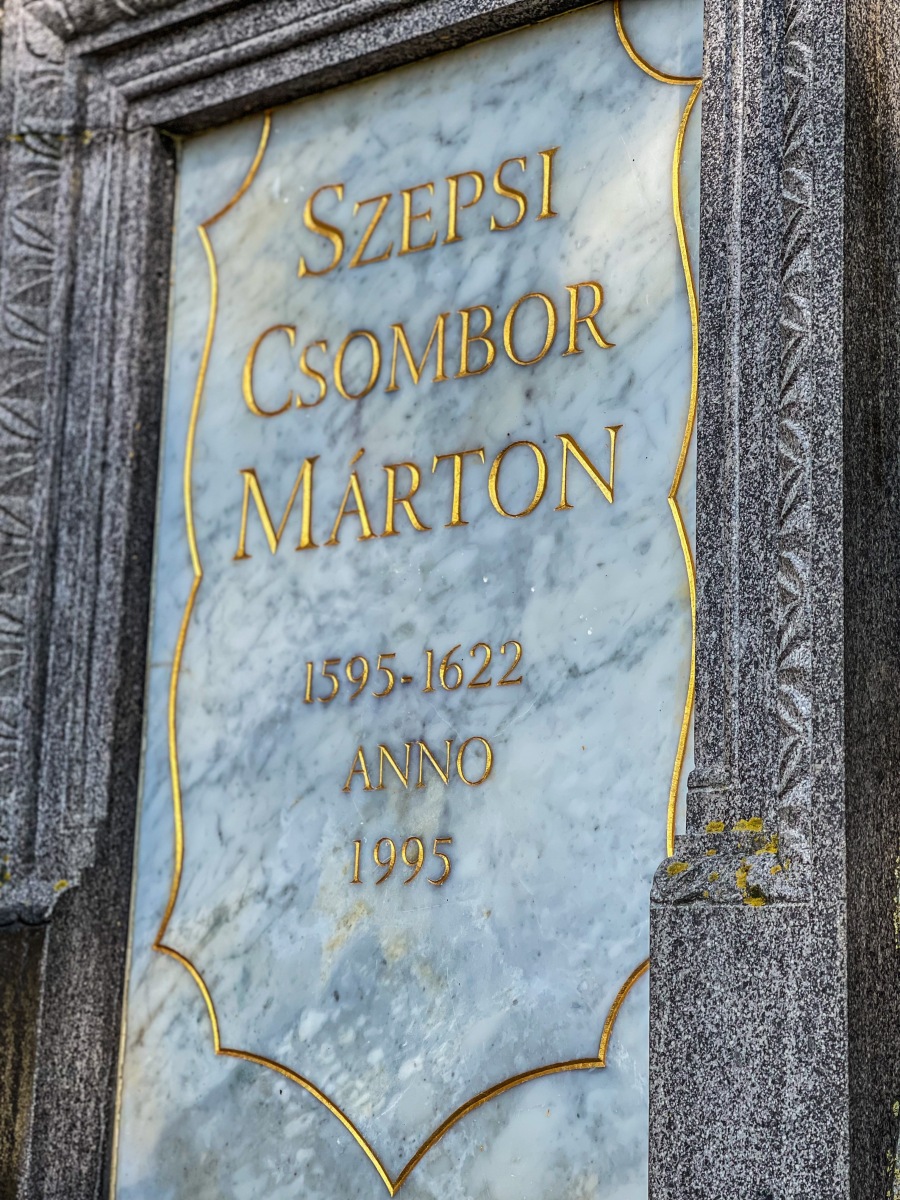 SZEPSI
CSOMBOR
MÁRTON
1595-1622
ANNO
1995